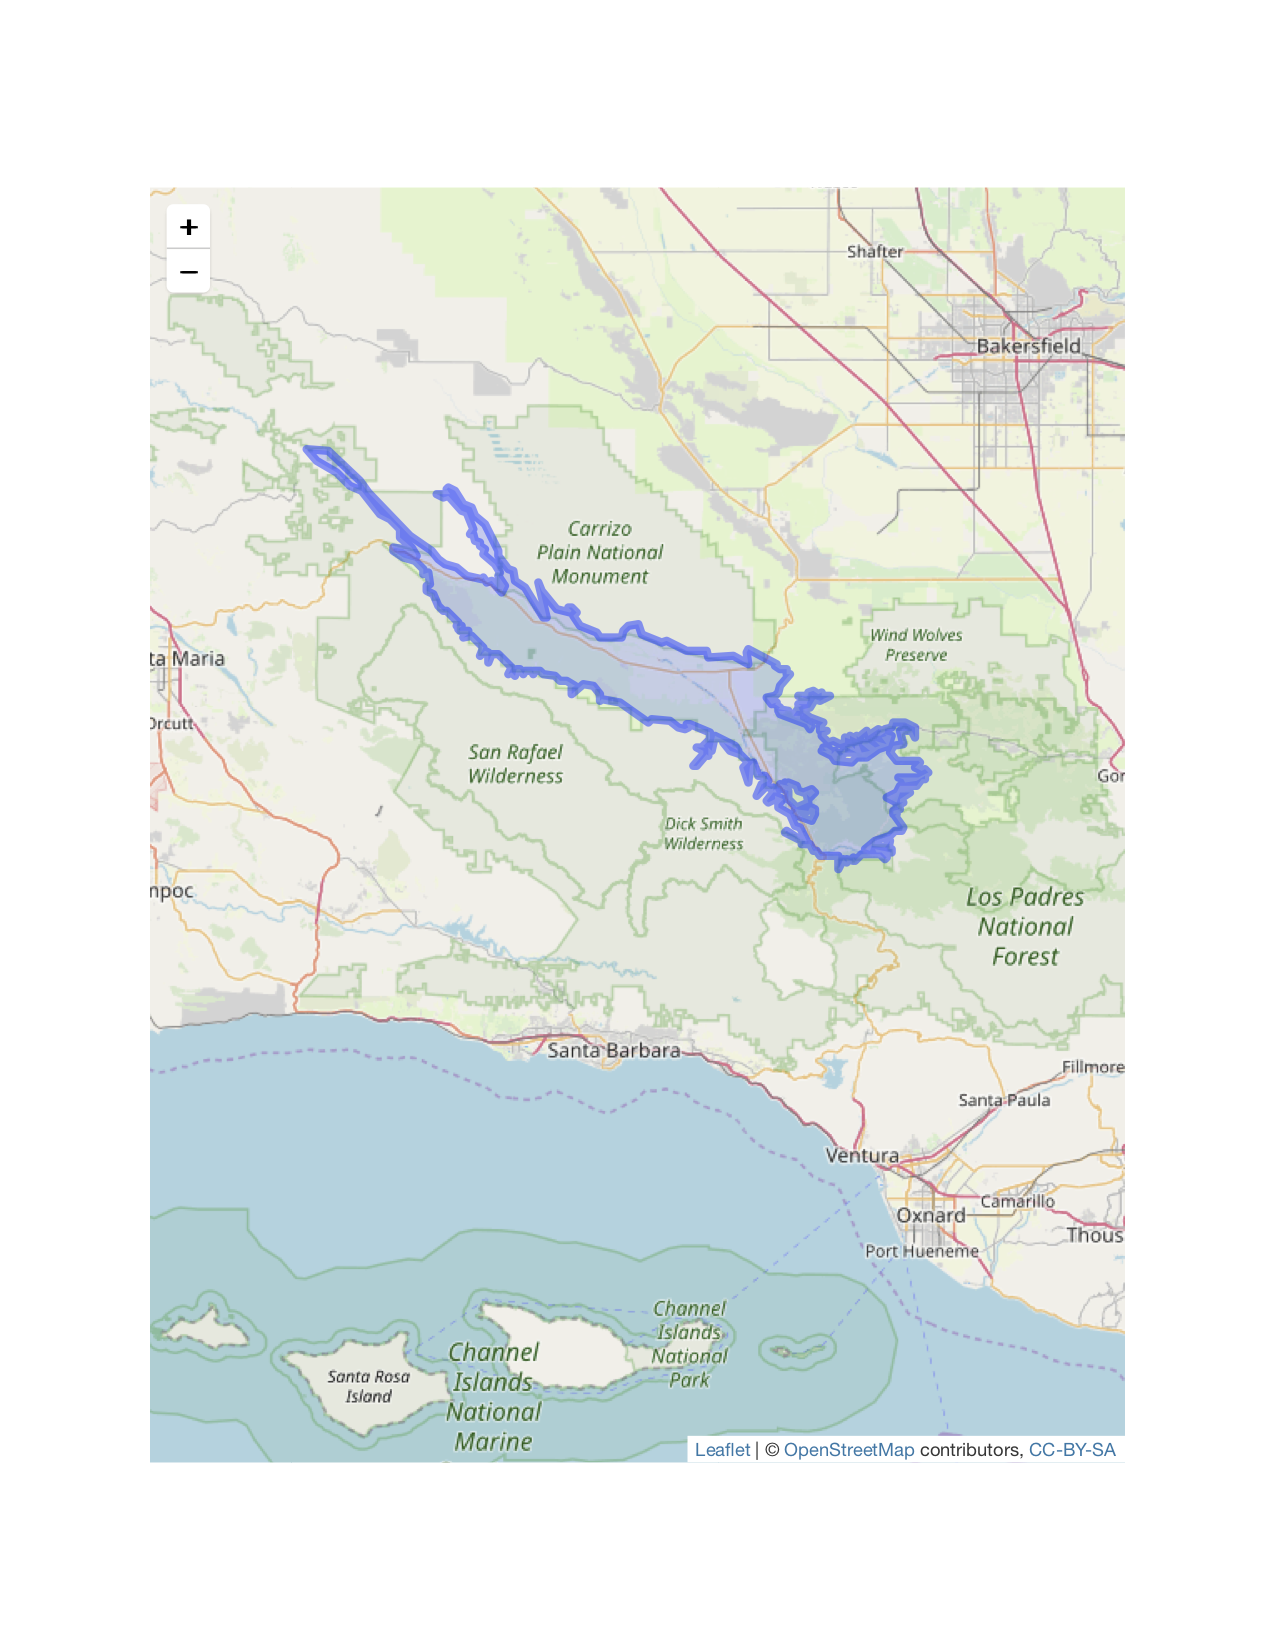 +
−
Shafter
Bakersfield
Carrizo
Plain National
Monument
Wind Wolves
Preserve
ta Maria
Orcutt
San Rafael
Wilderness
Gor
Dick Smith
Wilderness
mpoc
Los Padres
National
Forest
Santa Barbara
Fillmore
Santa Paula
Ventura
Camarillo
Oxnard
Thous
Port Hueneme
Channel
Islands
National
Park
Santa Rosa
Island
Channel
Islands
National
Marine
Leaflet | © OpenStreetMap contributors, CC-BY-SA